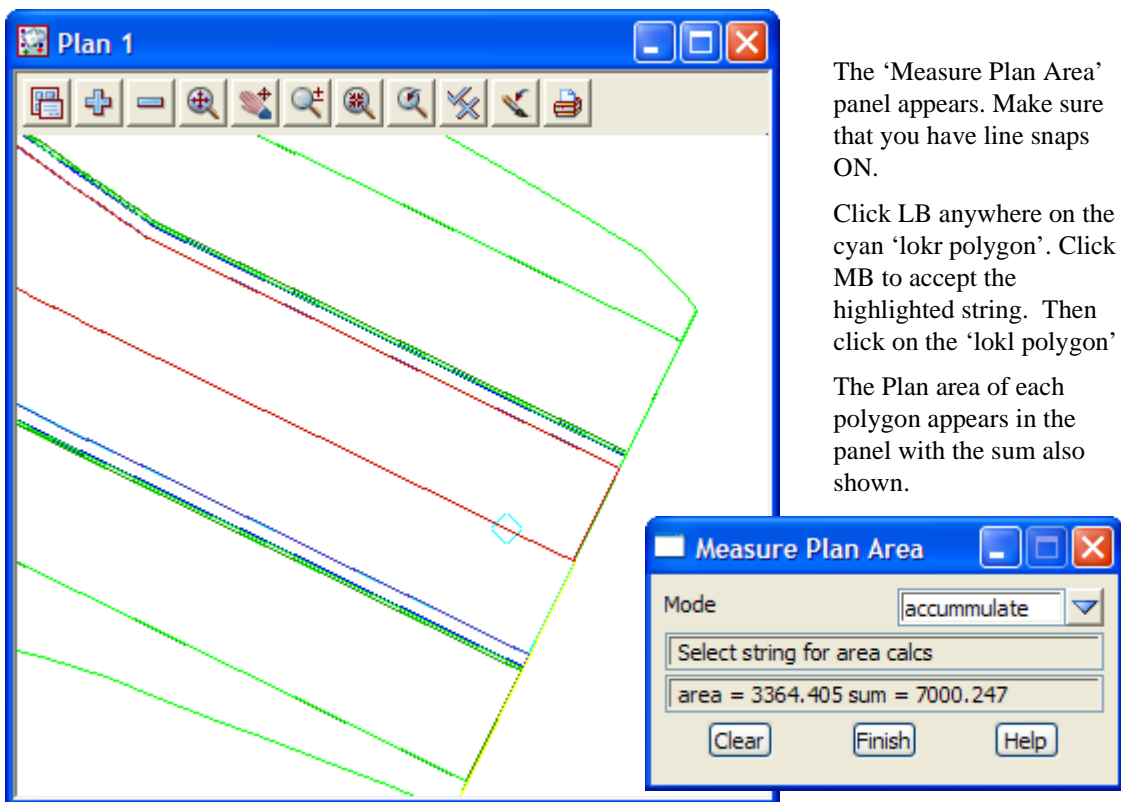 Plan 1
The ‘Measure Plan Area’
panel appears. Make sure
that you have line snaps
ON.
Click LB anywhere on the
cyan ‘lokr polygon’. Click
MB to accept the
highlighted string.  Then
click on the ‘lokl polygon’
The Plan area of each
polygon appears in the
panel with the sum also
shown.
Measure Plan Area
Mode accummulate
Select string for area calcs
area = 3364.405 sum = 7000.247
Clear Finish Help